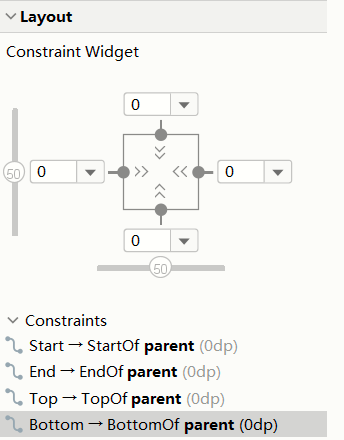 Layout
Constraint Widget
0
50
0
0
0
50
Constraints
Start → StartOf parent (0dp)
End → EndOf parent (0dp)
Top → TopOf parent (0dp)
Bottom → BottomOf parent (0dp)